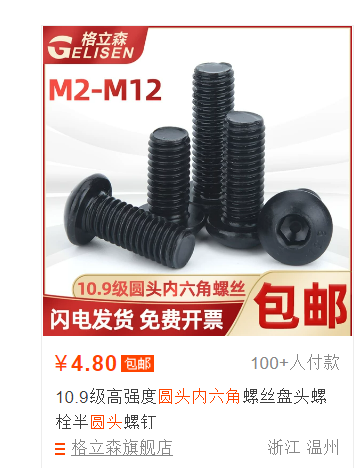 格立森
GELISEN
M2-M12
10.9级圆头内六角螺丝
闪电发货 免费开票
包邮
￥4.80 包邮 100+人付款
10.9级高强度圆头内六角螺丝盘头螺
栓半圆头螺钉
格立森旗舰店 浙江 温州